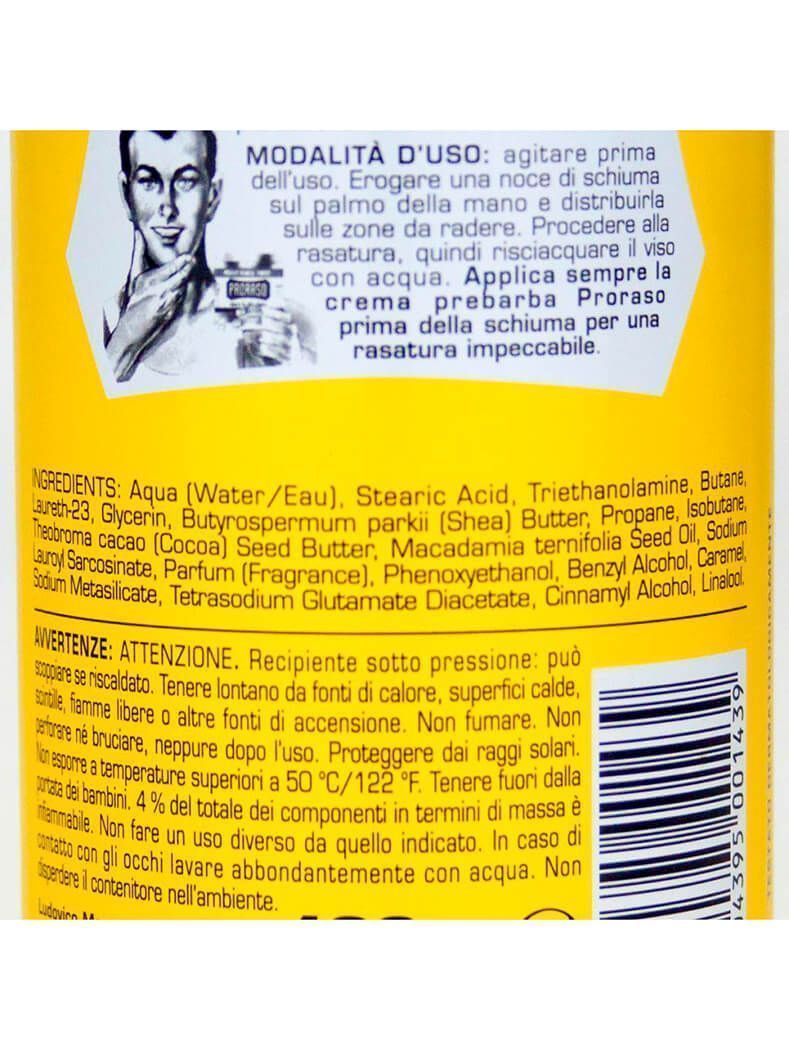 MODALITÀ D'USO: agitare prima
dell'uso. Erogare una noce di schiuma
sul palmo della mano e distribuirla
sulle zone da radere. Procedere alla
rasatura, quindi risciacquare il viso
con acqua. Applica sempre la
crema prebarba Proraso
prima della schiuma per una
rasatura impeccabile.
PRORASO
INGREDIENTS: Aqua (Water/Eau), Stearic Acid, Triethanolamine, Butane,
Laureth-23, Glycerin, Butyrospermum parkii (Shea) Butter, Propane, Isobutane,
Theobroma cacao (Cocoa) Seed Butter, Macadamia ternifolia Seed Oil, Sodium
Lauroyl Sarcosinate, Parfum (Fragrance), Phenoxyethanol, Benzyl Alcohol, Caramel,
Sodium Metasilicate, Tetrasodium Glutamate Diacetate, Cinnamyl Alcohol, Linalool.
AVVERTENZE: ATTENZIONE. Recipiente sotto pressione: può
scoppiare se riscaldato. Tenere lontano da fonti di calore, superfici calde,
scintille, fiamme libere o altre fonti di accensione. Non fumare. Non
perforare né bruciare, neppure dopo l'uso. Proteggere dai raggi solari.
Non esporre a temperature superiori a 50 °C/122 °F. Tenere fuori dalla
portata dei bambini. 4 % del totale dei componenti in termini di massa è
infiammabile. Non fare un uso diverso da quello indicato. In caso di
contatto con gli occhi lavare abbondantemente con acqua. Non
disperdere il contenitore nell'ambiente.
Ludovico
4395 001439
DERMATOLOGICAMENTE